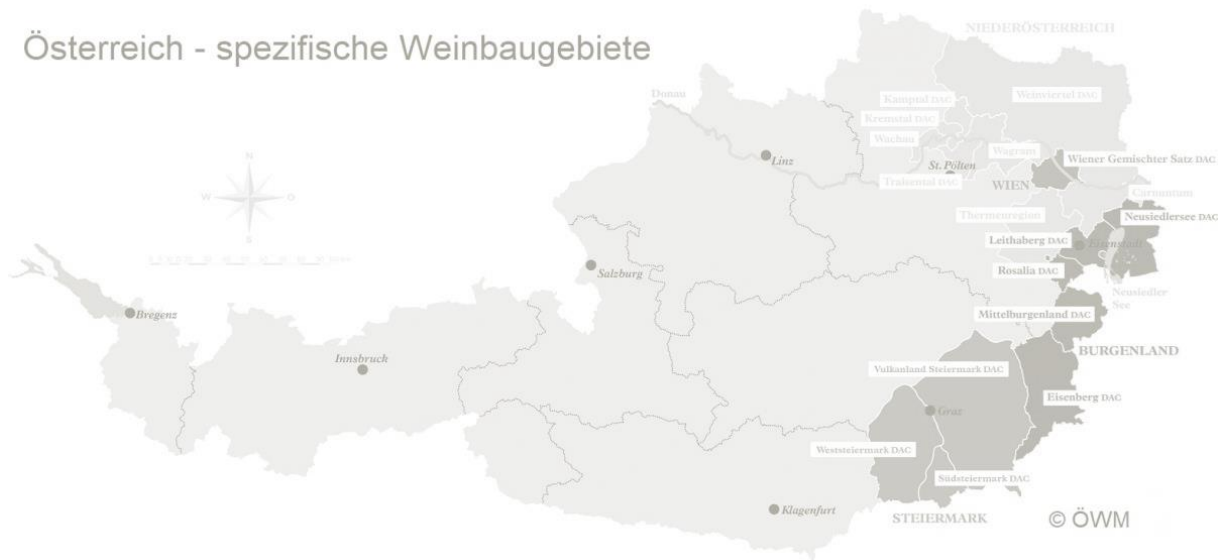 Österreich - spezifische Weinbaugebiete
NIEDERÖSTERREICH
Donau
Kamptal DAC
Weinviertel DAC
Kremstal DAC
Wachau
Linz
St. Pölten
Wagram
Wiener Gemischter Satz DAC
Traisental DAC
WIEN
Carnuntum
Thermenregion
Neusiedlersee DAC
Leithaberg DAC
Eisenstadt
N
W
O
S
Salzburg
Rosalia DAC
Neusiedler
See
Bregenz
Mittelburgenland DAC
Innsbruck
BURGENLAND
Vulkanland Steiermark DAC
Eisenberg DAC
Graz
Weststeiermark DAC
Südsteiermark DAC
Klagenfurt
STEIERMARK
© ÖWM